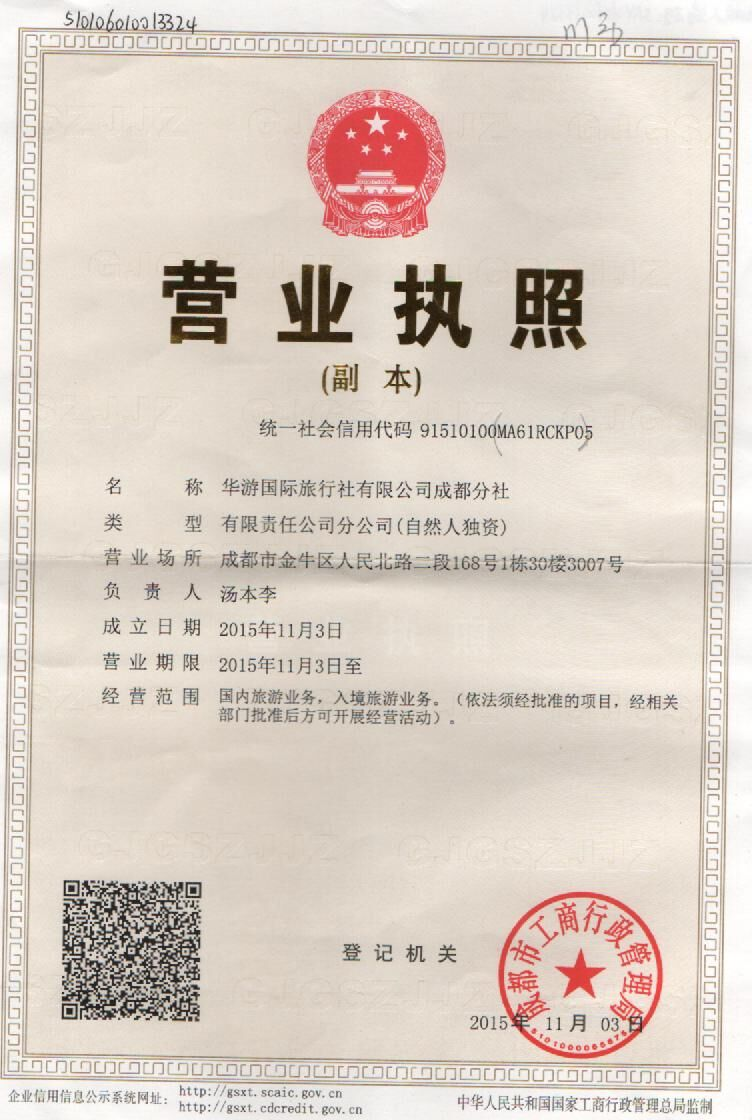 510106010013324
营业执照
(副 本)
统一社会信用代码 91510100MA61RCKP05
名 称 华游国际旅行社有限公司成都分社
类 型 有限责任公司分公司(自然人独资)
营业场所 成都市金牛区人民北路二段168号1栋30楼3007号
负 责 人 汤本李
成立日期 2015年11月3日
营业期限 2015年11月3日至
经营范围 国内旅游业务，入境旅游业务。（依法须经批准的项目，经相关
部门批准后方可开展经营活动）。
登记机关
成都市工商行政管理局
2015年 11月 03日
企业信用信息公示系统网址： http://gsxt.scaic.gov.cn
http://gsxt.cdcredit.gov.cn
中华人民共和国国家工商行政管理总局监制